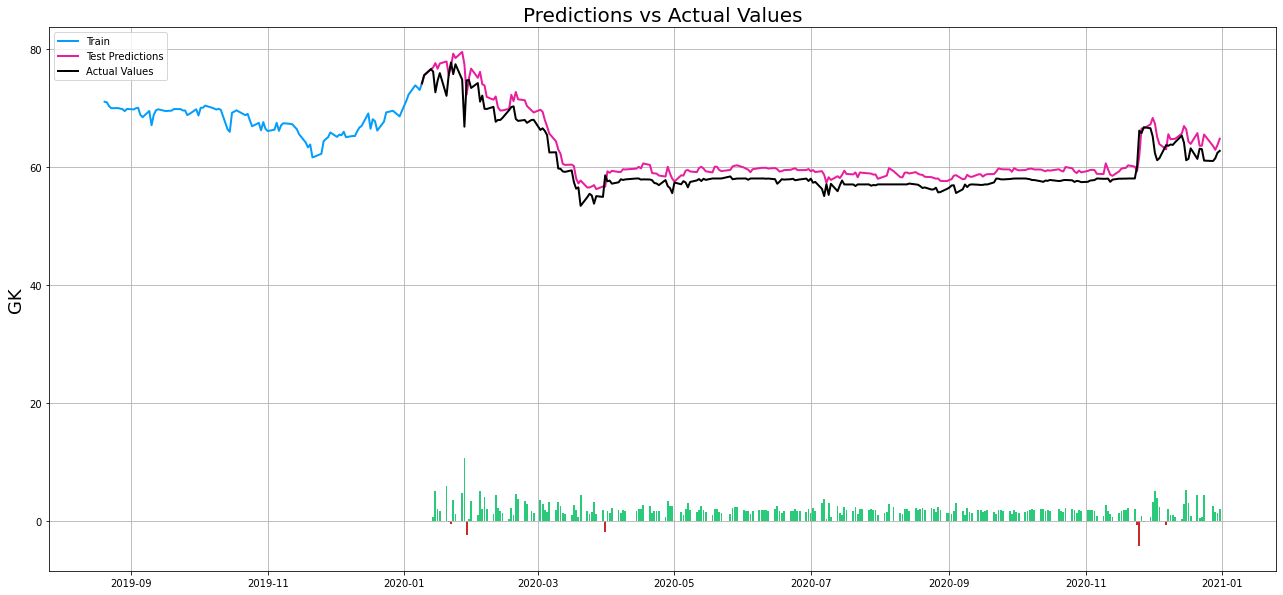 Predictions vs Actual Values
Train
Test Predictions
Actual Values
GK
80
60
40
20
0
2019-09
2019-11
2020-01
2020-03
2020-05
2020-07
2020-09
2020-11
2021-01